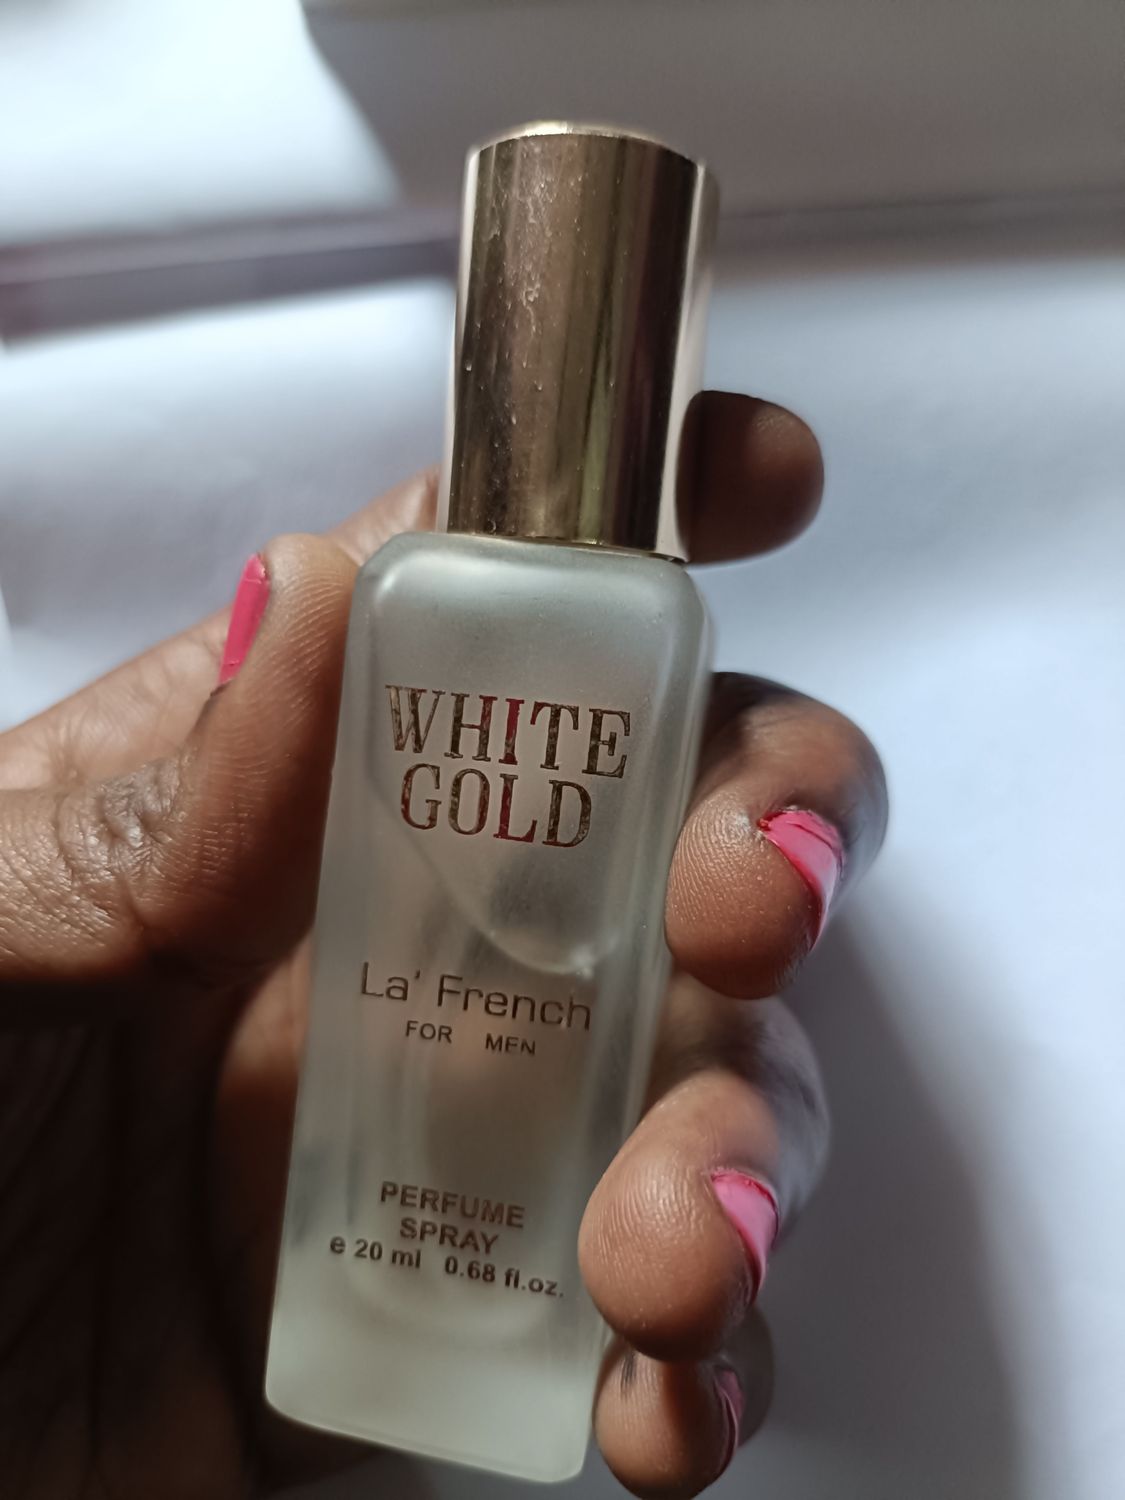 WHITE
GOLD
La' French
FOR MEN
PERFUME
SPRAY
e 20 ml 0.68 fl.oz.